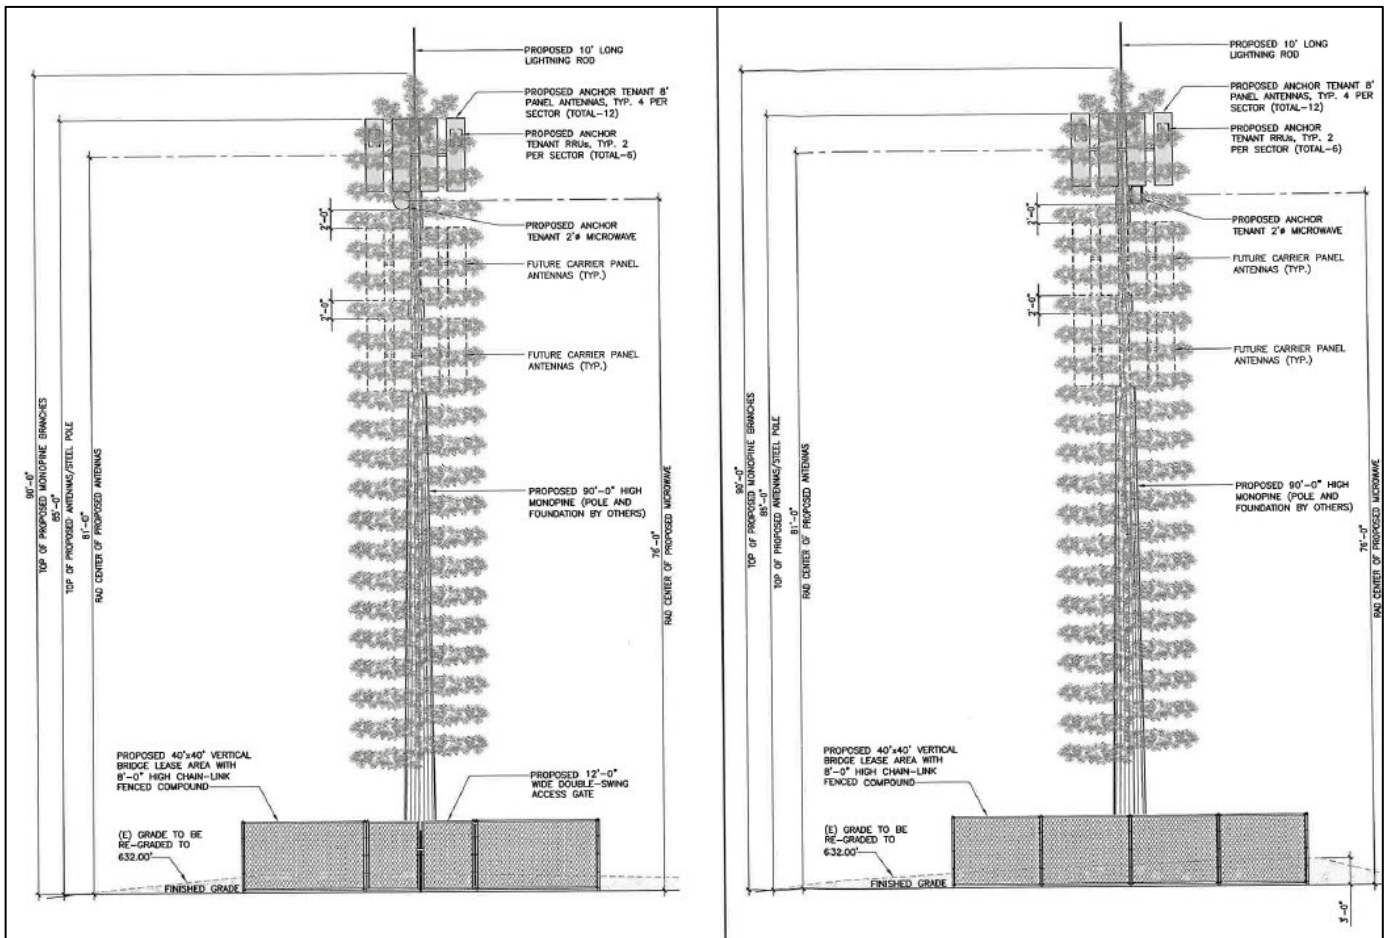 PROPOSED 10' LONG
LIGHTNING ROD
PROPOSED ANCHOR TENANT 8'
PANEL ANTENNAS, TYP. 4 PER
SECTOR (TOTAL-12)
PROPOSED ANCHOR
TENANT RRUs, TYP. 2
PER SECTOR (TOTAL-6)
2'-0"
PROPOSED ANCHOR
TENANT 2'ø MICROWAVE
FUTURE CARRIER PANEL
ANTENNAS (TYP.)
2'-0"
FUTURE CARRIER PANEL
ANTENNAS (TYP.)
90'-0"
TOP OF PROPOSED MONOPINE BRANCHES
85'-0"
TOP OF PROPOSED ANTENNAS/STEEL POLE
81'-0"
RAD CENTER OF PROPOSED ANTENNAS
PROPOSED 90'-0" HIGH
MONOPINE (POLE AND
FOUNDATION BY OTHERS)
76'-0"
RAD CENTER OF PROPOSED MICROWAVE
PROPOSED 40'x40' VERTICAL
BRIDGE LEASE AREA WITH
8'-0" HIGH CHAIN-LINK
FENCED COMPOUND
PROPOSED 12'-0"
WIDE DOUBLE-SWING
ACCESS GATE
(E) GRADE TO BE
RE-GRADED TO
632.00'
FINISHED GRADE
PROPOSED 10' LONG
LIGHTNING ROD
PROPOSED ANCHOR TENANT 8'
PANEL ANTENNAS, TYP. 4 PER
SECTOR (TOTAL-12)
PROPOSED ANCHOR
TENANT RRUs, TYP. 2
PER SECTOR (TOTAL-6)
2'-0"
PROPOSED ANCHOR
TENANT 2'ø MICROWAVE
FUTURE CARRIER PANEL
ANTENNAS (TYP.)
2'-0"
FUTURE CARRIER PANEL
ANTENNAS (TYP.)
90'-0"
TOP OF PROPOSED MONOPINE BRANCHES
85'-0"
TOP OF PROPOSED ANTENNAS/STEEL POLE
81'-0"
RAD CENTER OF PROPOSED ANTENNAS
PROPOSED 90'-0" HIGH
MONOPINE (POLE AND
FOUNDATION BY OTHERS)
76'-0"
RAD CENTER OF PROPOSED MICROWAVE
PROPOSED 40'x40' VERTICAL
BRIDGE LEASE AREA WITH
8'-0" HIGH CHAIN-LINK
FENCED COMPOUND
(E) GRADE TO BE
RE-GRADED TO
632.00'
FINISHED GRADE
3'-0"